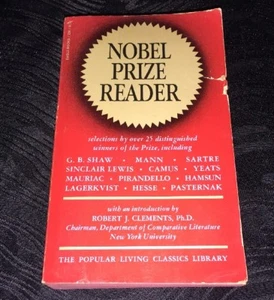 NOBEL
PRIZE
READER
selections by over 25 distinguished
winners of the Prize, including
G. B. SHAW • MANN • SARTRE
SINCLAIR LEWIS • CAMUS • YEATS
MAURIAC • PIRANDELLO • HAMSUN
LAGERKVIST • HESSE • PASTERNAK
with an introduction by
ROBERT J. CLEMENTS, Ph.D.
Chairman, Department of Comparative Literature
New York University
THE POPULAR LIVING CLASSICS LIBRARY